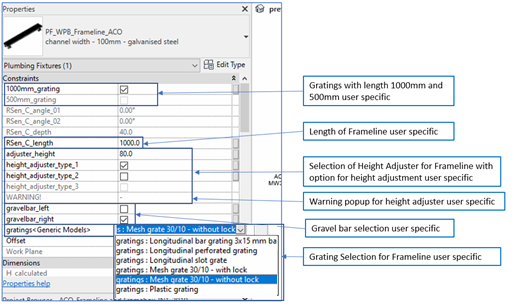 Properties
pre
PF_WPB_Frameline_ACO
channel width - 100mm - galvanised steel
Plumbing Fixtures (1)
Edit Type
Constraints
1000mm_grating
500mm_grating
RSen_C_angle_01 0.00°
RSen_C_angle_02 0.00°
RSen_C_depth 40.0
RSen_C_length 1000.0
adjuster_height 80.0
height_adjuster_type_1
height_adjuster_type_2
height_adjuster_type_3
WARNING! -
gravelbar_left
gravelbar_right
gratings<Generic Models> s : Mesh grate 30/10 - without lock
Offset gratings : Longitudinal bar grating 3x15 mm ba
Work Plane gratings : Longitudinal perforated grating
Dimensions gratings : Longitudinal slot grate
H calculated gratings : Mesh grate 30/10 - with lock
Properties help gratings : Mesh grate 30/10 - without lock
gratings : Plastic grating
Gratings with length 1000mm and
500mm user specific
Length of Frameline user specific
Selection of Height Adjuster for Frameline with
option for height adjustment user specific
Warning popup for height adjuster user specific
Gravel bar selection user specific
Grating Selection for Frameline user specific